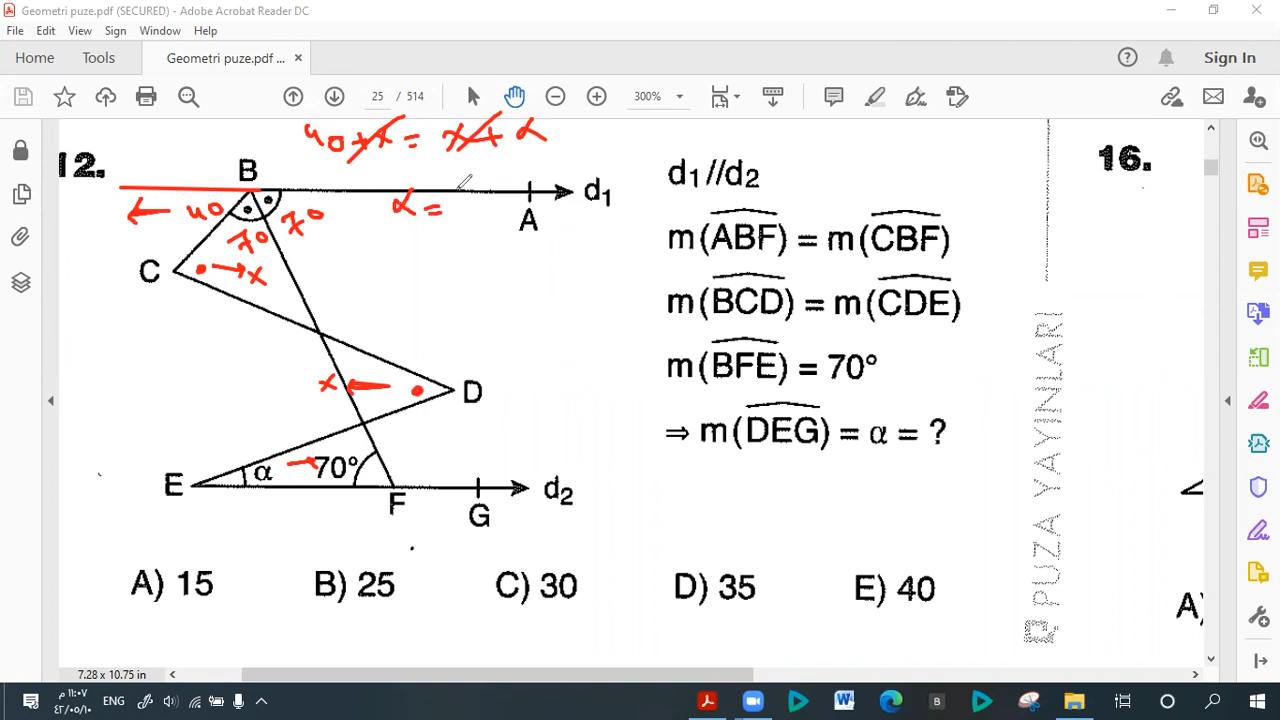 Geometri puze.pdf (SECURED) - Adobe Acrobat Reader DC
File Edit View Sign Window Help
Home Tools Geometri puze.pdf ... × Sign In
25 / 514 300%
40+x = x+α
12. B d₁ A
40 70 70 α =
C x
x D
E α 70° F G d₂
d₁//d₂
m(ABF) = m(CBF)
m(BCD) = m(CDE)
m(BFE) = 70°
⇒ m(DEG) = α = ?
A) 15 B) 25 C) 30 D) 35 E) 40
PUZA YAYINLARI
16.
A)
7.28 x 10.75 in
ENG